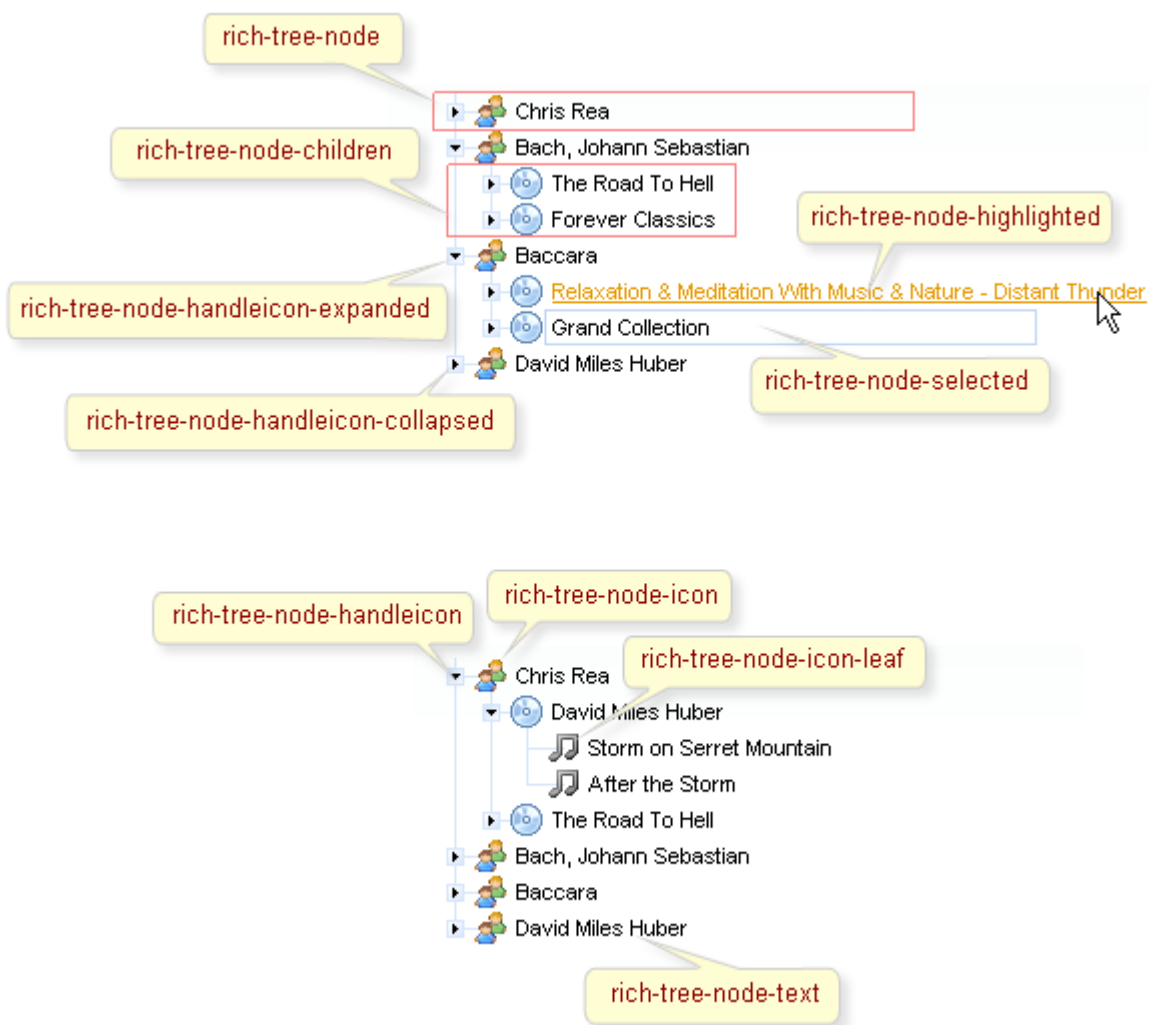 rich-tree-node
Chris Rea
rich-tree-node-children
Bach, Johann Sebastian
The Road To Hell
Forever Classics
rich-tree-node-highlighted
Baccara
rich-tree-node-handleicon-expanded
Relaxation & Meditation With Music & Nature - Distant Thunder
Grand Collection
David Miles Huber
rich-tree-node-selected
rich-tree-node-handleicon-collapsed
rich-tree-node-icon
rich-tree-node-handleicon
rich-tree-node-icon-leaf
Chris Rea
David Miles Huber
Storm on Serret Mountain
After the Storm
The Road To Hell
Bach, Johann Sebastian
Baccara
David Miles Huber
rich-tree-node-text